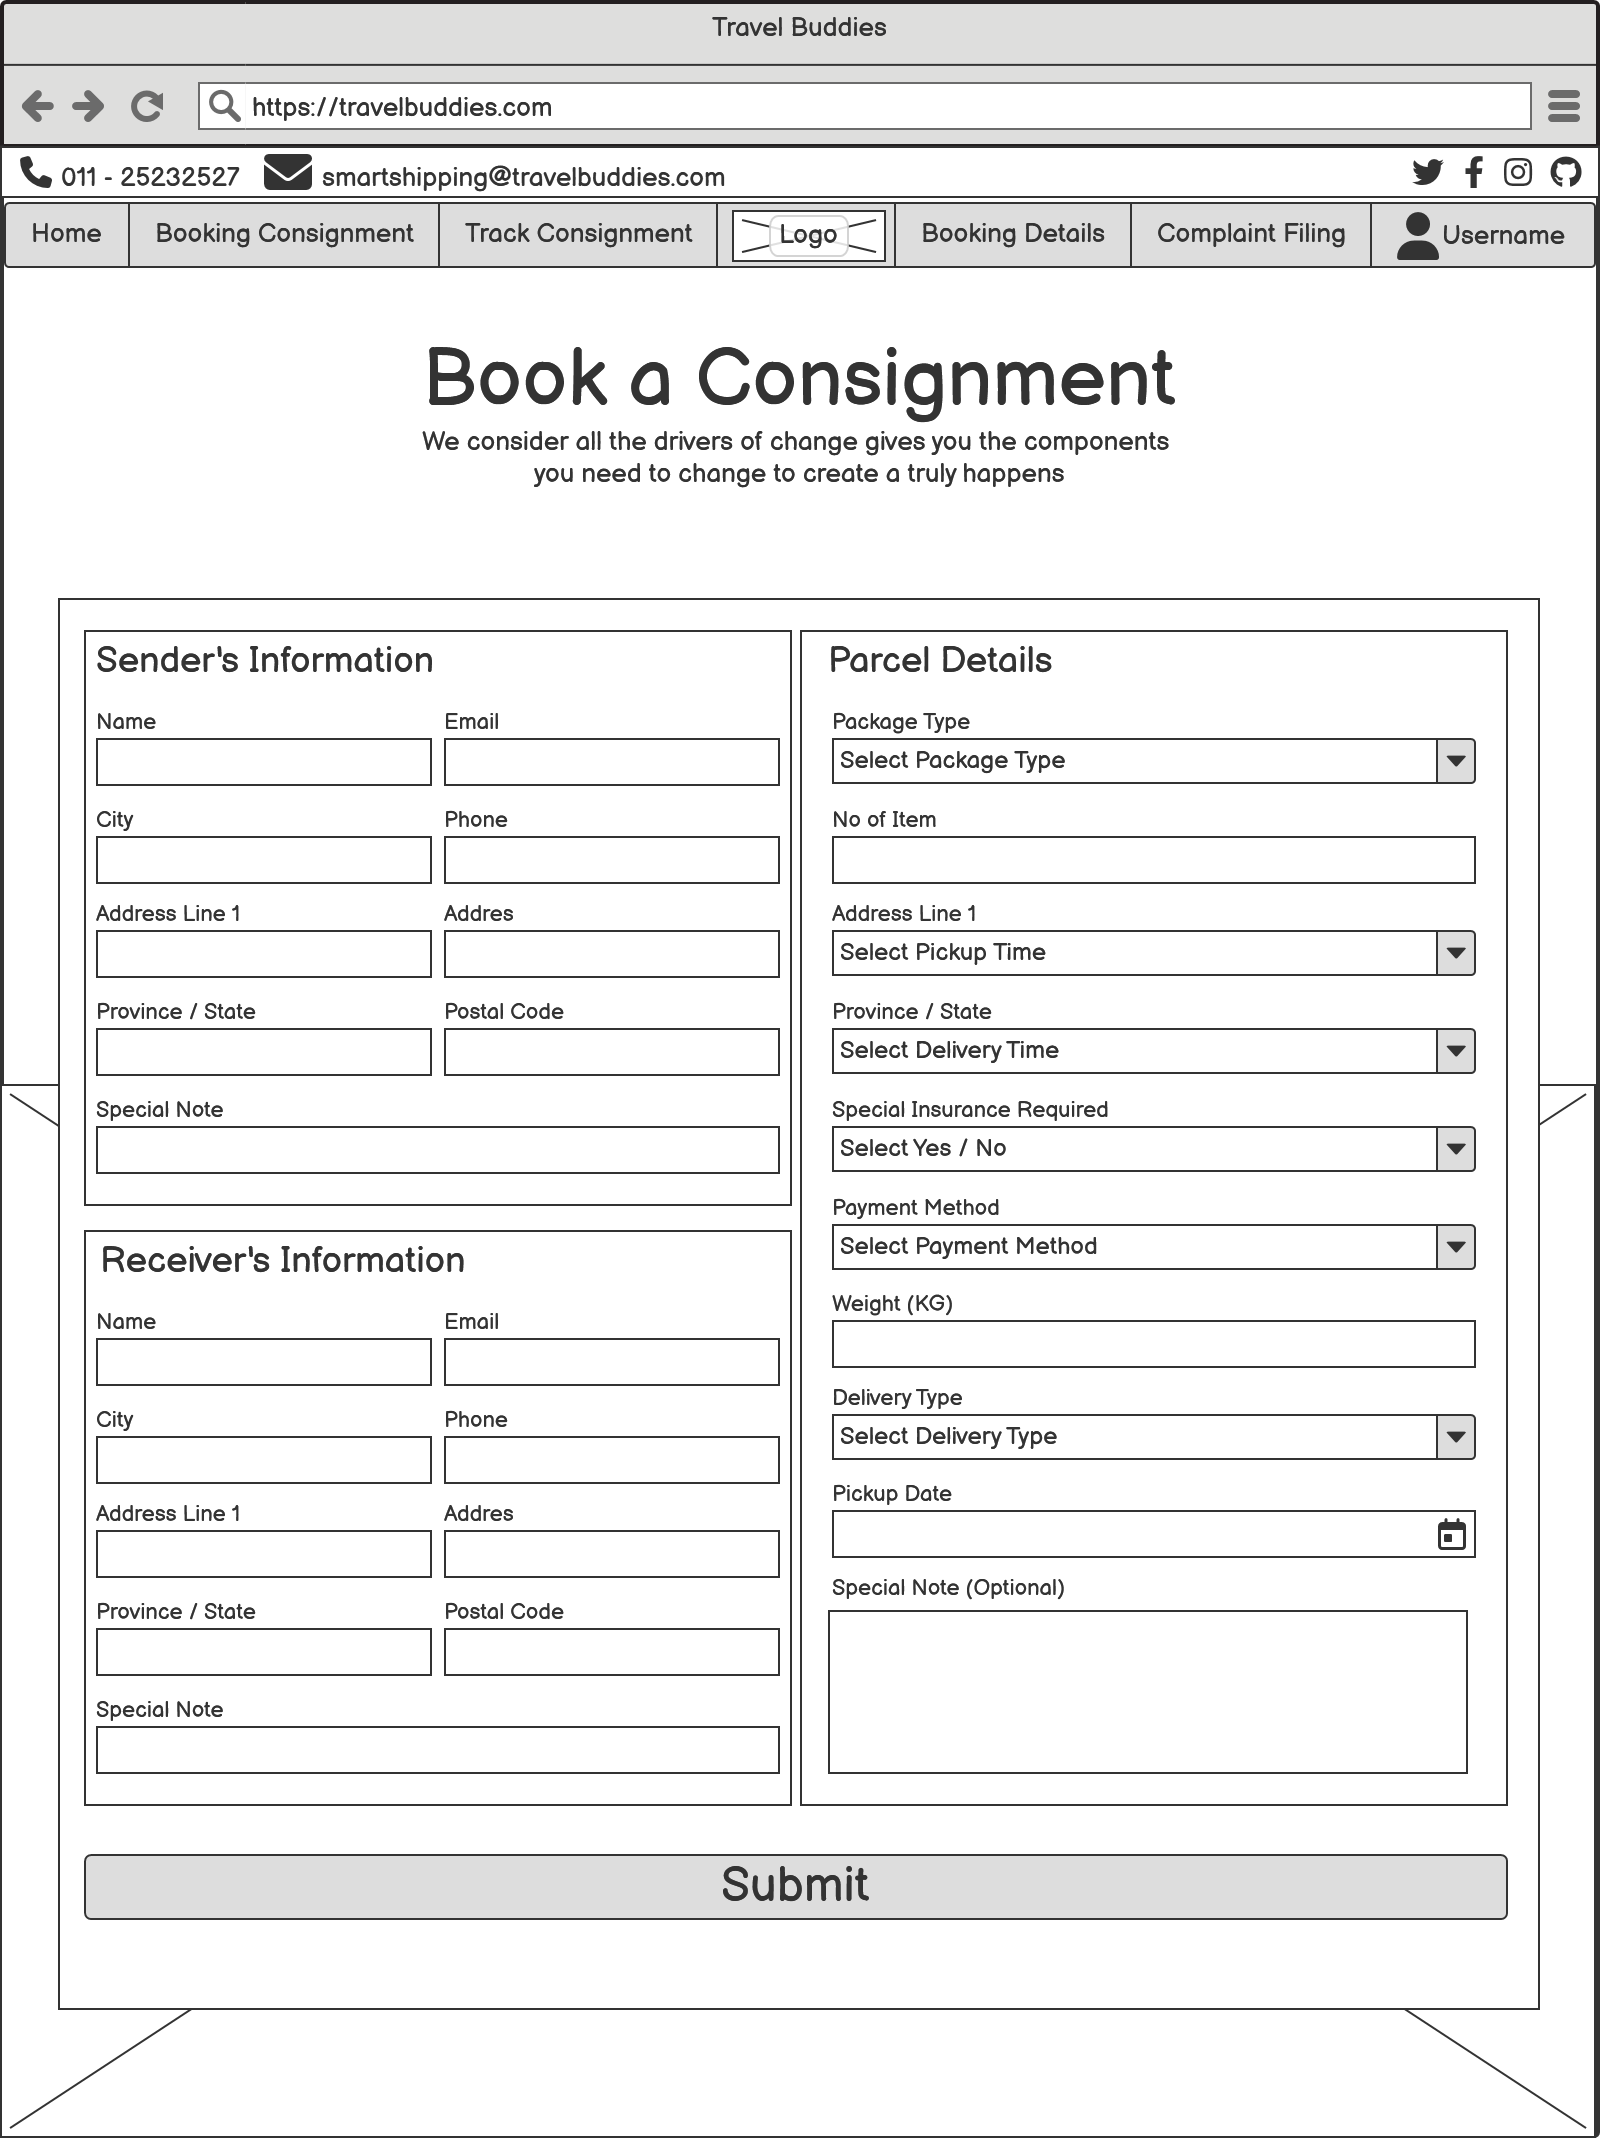 Travel Buddies
https://travelbuddies.com
011 - 25232527 smartshipping@travelbuddies.com
Home Booking Consignment Track Consignment Logo Booking Details Complaint Filing Username
Book a Consignment
We consider all the drivers of change gives you the components
you need to change to create a truly happens
Sender's Information
Name Email
City Phone
Address Line 1 Addres
Province / State Postal Code
Special Note
Receiver's Information
Name Email
City Phone
Address Line 1 Addres
Province / State Postal Code
Special Note
Parcel Details
Package Type
Select Package Type
No of Item
Address Line 1
Select Pickup Time
Province / State
Select Delivery Time
Special Insurance Required
Select Yes / No
Payment Method
Select Payment Method
Weight (KG)
Delivery Type
Select Delivery Type
Pickup Date
Special Note (Optional)
Submit